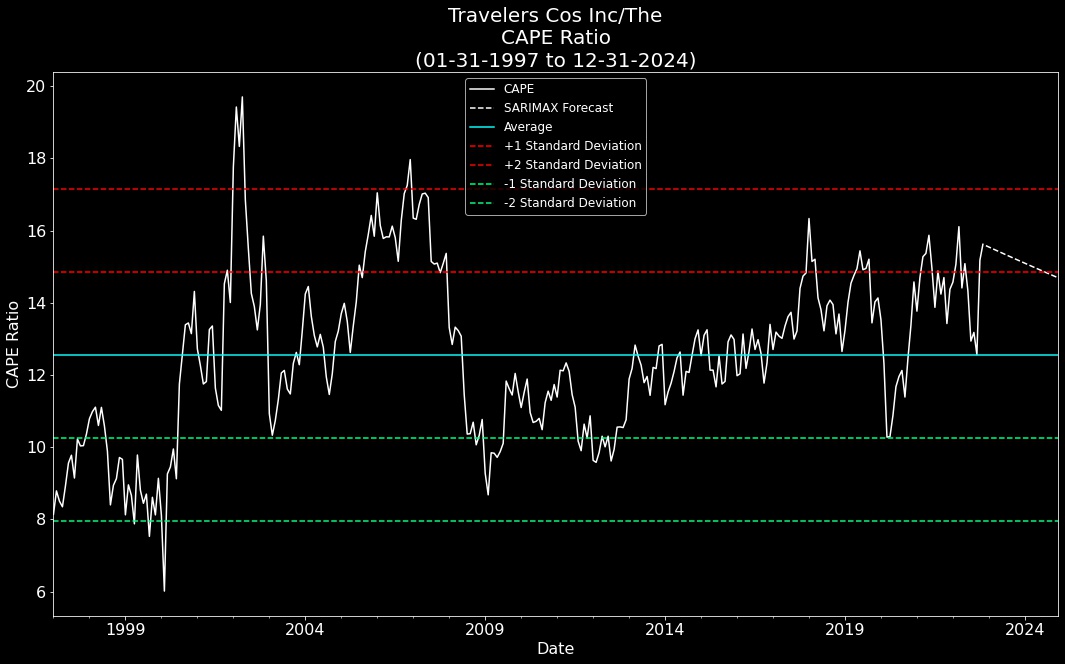 Travelers Cos Inc/The
CAPE Ratio
(01-31-1997 to 12-31-2024)
CAPE
SARIMAX Forecast
Average
+1 Standard Deviation
+2 Standard Deviation
-1 Standard Deviation
-2 Standard Deviation
CAPE Ratio
20
18
16
14
12
10
8
6
1999
2004
2009
2014
2019
2024
Date